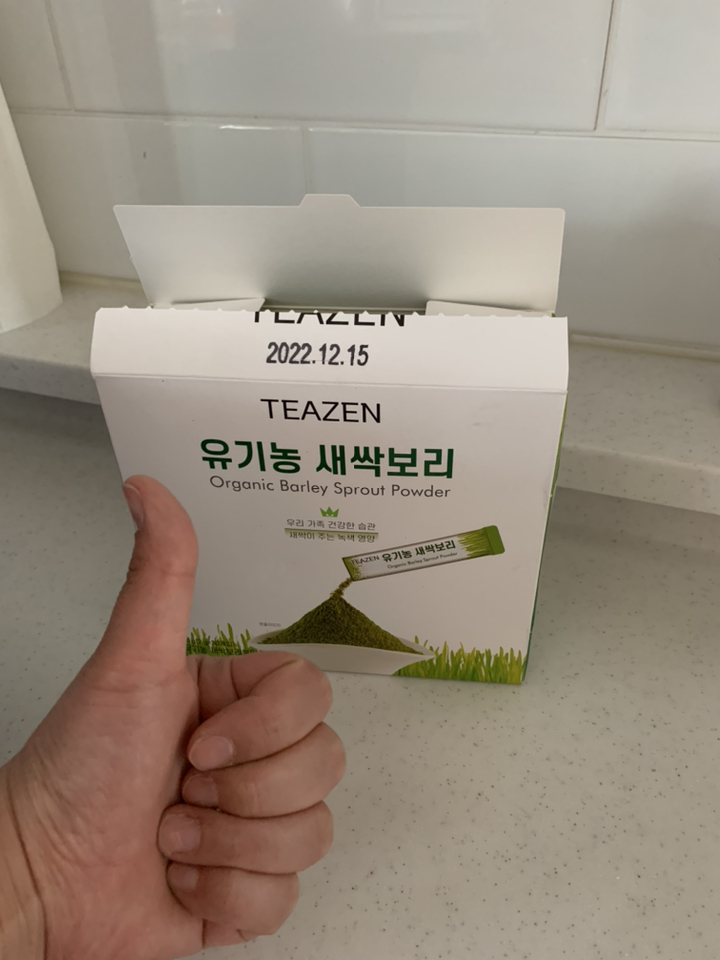 TEAZEN
2022.12.15
TEAZEN
유기농 새싹보리
Organic Barley Sprout Powder
우리 가족 건강한 습관
새싹이 주는 녹색 영양
TEAZEN 유기농 새싹보리
Organic Barley Sprout Powder